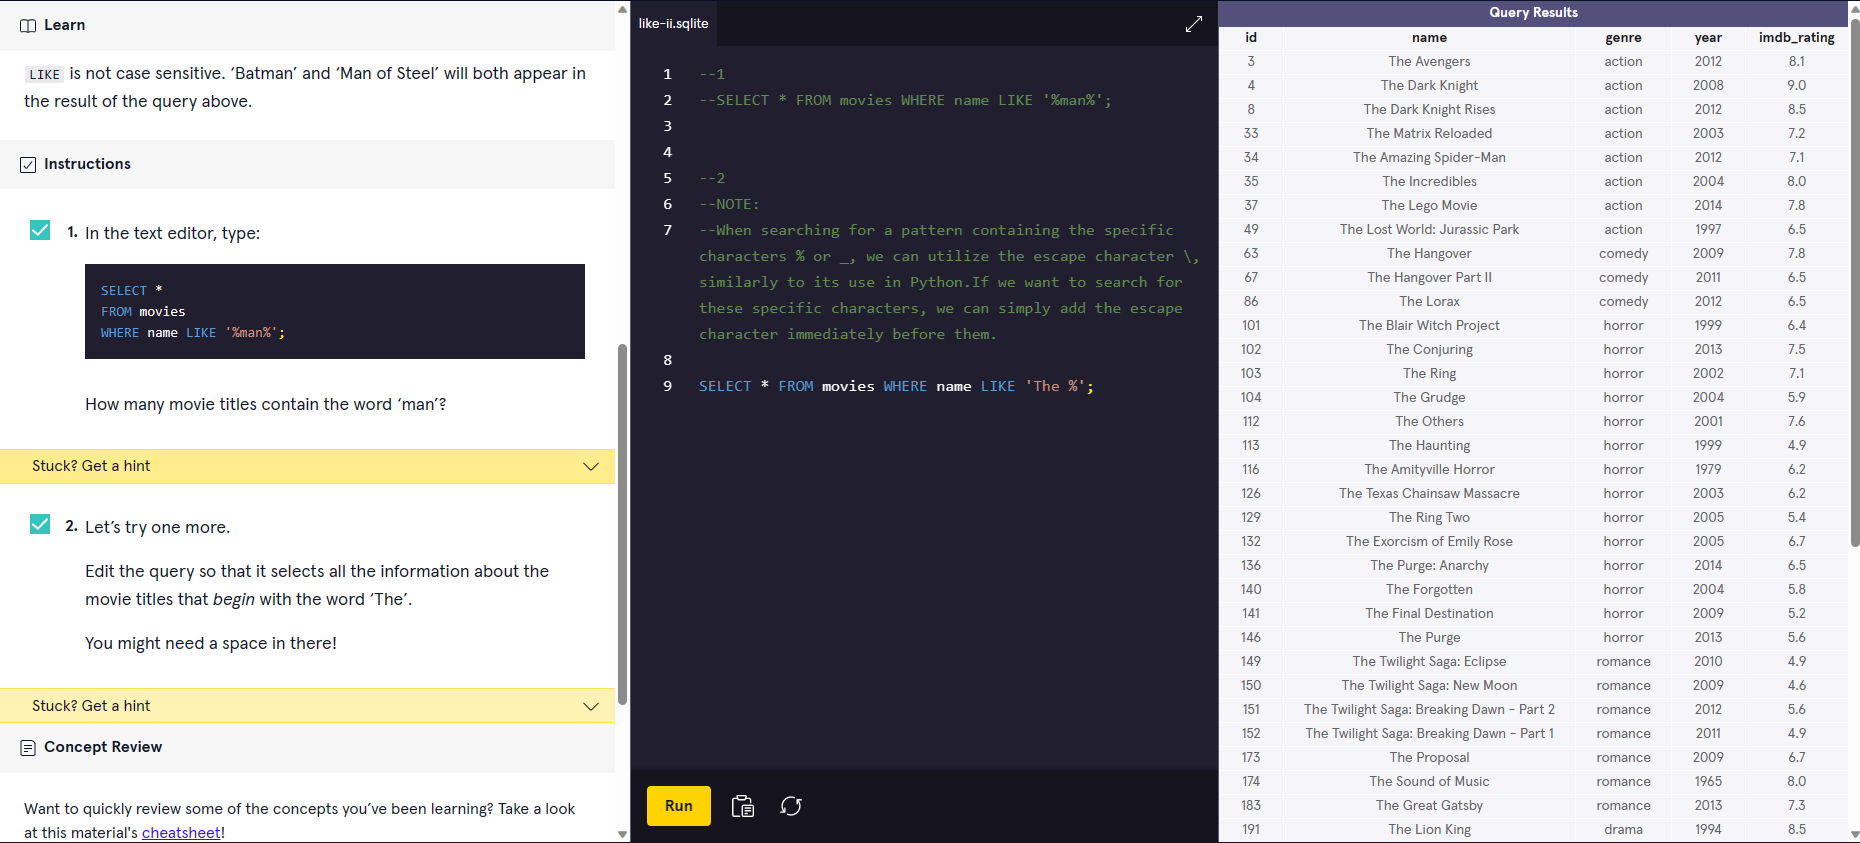 Learn
LIKE is not case sensitive. ‘Batman’ and ‘Man of Steel’ will both appear in
the result of the query above.
Instructions
1. In the text editor, type:
SELECT *
FROM movies
WHERE name LIKE '%man%';
How many movie titles contain the word ‘man’?
Stuck? Get a hint
2. Let’s try one more.
Edit the query so that it selects all the information about the
movie titles that begin with the word ‘The’.
You might need a space in there!
Stuck? Get a hint
Concept Review
Want to quickly review some of the concepts you’ve been learning? Take a look
at this material's cheatsheet!
like-ii.sqlite
1 --1
2 --SELECT * FROM movies WHERE name LIKE '%man%';
3
4
5 --2
6 --NOTE:
7 --When searching for a pattern containing the specific
characters % or _, we can utilize the escape character \,
similarly to its use in Python.If we want to search for
these specific characters, we can simply add the escape
character immediately before them.
8
9 SELECT * FROM movies WHERE name LIKE 'The %';
Run
Query Results
id name genre year imdb_rating
3 The Avengers action 2012 8.1
4 The Dark Knight action 2008 9.0
8 The Dark Knight Rises action 2012 8.5
33 The Matrix Reloaded action 2003 7.2
34 The Amazing Spider-Man action 2012 7.1
35 The Incredibles action 2004 8.0
37 The Lego Movie action 2014 7.8
49 The Lost World: Jurassic Park action 1997 6.5
63 The Hangover comedy 2009 7.8
67 The Hangover Part II comedy 2011 6.5
86 The Lorax comedy 2012 6.5
101 The Blair Witch Project horror 1999 6.4
102 The Conjuring horror 2013 7.5
103 The Ring horror 2002 7.1
104 The Grudge horror 2004 5.9
112 The Others horror 2001 7.6
113 The Haunting horror 1999 4.9
116 The Amityville Horror horror 1979 6.2
126 The Texas Chainsaw Massacre horror 2003 6.2
129 The Ring Two horror 2005 5.4
132 The Exorcism of Emily Rose horror 2005 6.7
136 The Purge: Anarchy horror 2014 6.5
140 The Forgotten horror 2004 5.8
141 The Final Destination horror 2009 5.2
146 The Purge horror 2013 5.6
149 The Twilight Saga: Eclipse romance 2010 4.9
150 The Twilight Saga: New Moon romance 2009 4.6
151 The Twilight Saga: Breaking Dawn - Part 2 romance 2012 5.6
152 The Twilight Saga: Breaking Dawn - Part 1 romance 2011 4.9
173 The Proposal romance 2009 6.7
174 The Sound of Music romance 1965 8.0
183 The Great Gatsby romance 2013 7.3
191 The Lion King drama 1994 8.5